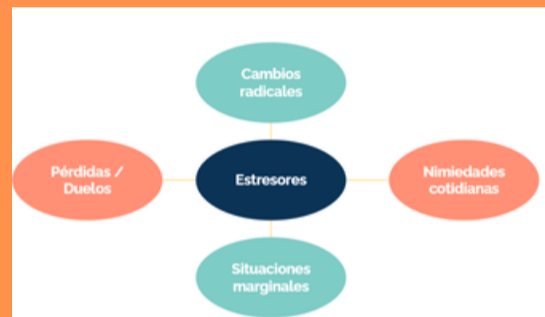 Cambios
radicales
Pérdidas /
Duelos
Estresores
Nimiedades
cotidianas
Situaciones
marginales